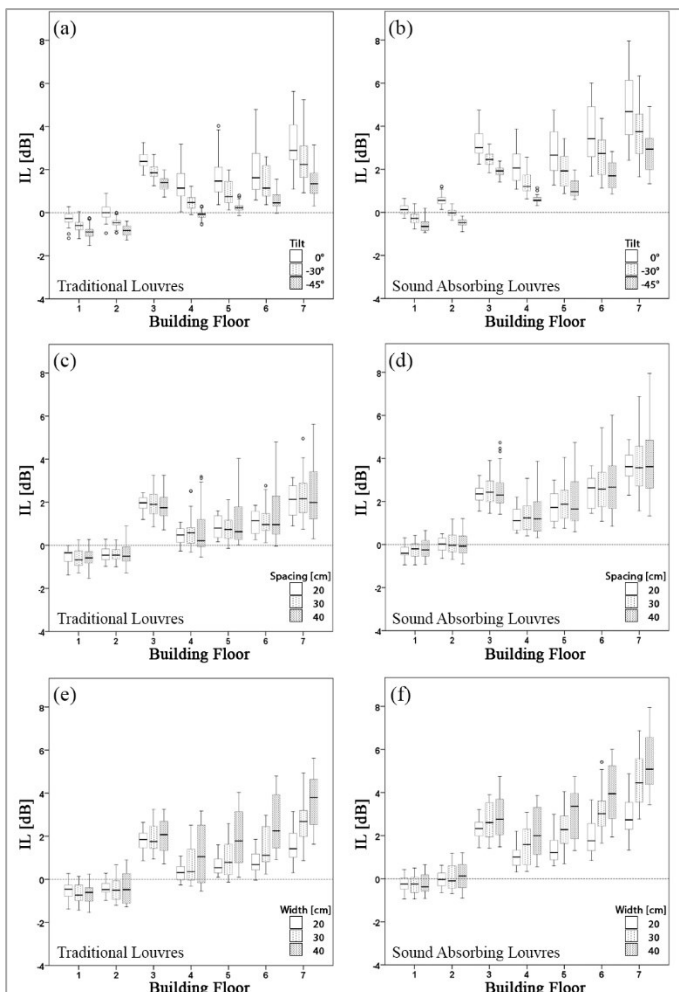 (a)
IL [dB]
8
6
4
2
0
-2
-4
Tilt
0°
-30°
-45°
Traditional Louvres
1 2 3 4 5 6 7
Building Floor
(b)
IL [dB]
8
6
4
2
0
-2
-4
Tilt
0°
-30°
-45°
Sound Absorbing Louvres
1 2 3 4 5 6 7
Building Floor
(c)
IL [dB]
8
6
4
2
0
-2
-4
Spacing [cm]
20
30
40
Traditional Louvres
1 2 3 4 5 6 7
Building Floor
(d)
IL [dB]
8
6
4
2
0
-2
-4
Spacing [cm]
20
30
40
Sound Absorbing Louvres
1 2 3 4 5 6 7
Building Floor
(e)
IL [dB]
8
6
4
2
0
-2
-4
Width [cm]
20
30
40
Traditional Louvres
1 2 3 4 5 6 7
Building Floor
(f)
IL [dB]
8
6
4
2
0
-2
-4
Width [cm]
20
30
40
Sound Absorbing Louvres
1 2 3 4 5 6 7
Building Floor